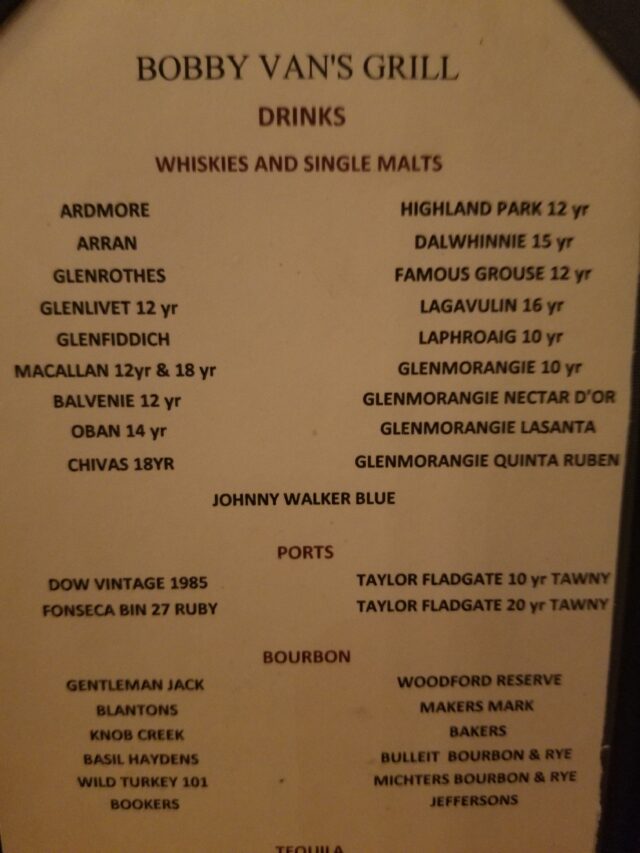 BOBBY VAN'S GRILL
DRINKS
WHISKIES AND SINGLE MALTS
ARDMORE
ARRAN
GLENROTHES
GLENLIVET 12 yr
GLENFIDDICH
MACALLAN 12yr & 18 yr
BALVENIE 12 yr
OBAN 14 yr
CHIVAS 18YR
HIGHLAND PARK 12 yr
DALWHINNIE 15 yr
FAMOUS GROUSE 12 yr
LAGAVULIN 16 yr
LAPHROAIG 10 yr
GLENMORANGIE 10 yr
GLENMORANGIE NECTAR D'OR
GLENMORANGIE LASANTA
GLENMORANGIE QUINTA RUBEN
JOHNNY WALKER BLUE
PORTS
DOW VINTAGE 1985
FONSECA BIN 27 RUBY
TAYLOR FLADGATE 10 yr TAWNY
TAYLOR FLADGATE 20 yr TAWNY
BOURBON
GENTLEMAN JACK
BLANTONS
KNOB CREEK
BASIL HAYDENS
WILD TURKEY 101
BOOKERS
WOODFORD RESERVE
MAKERS MARK
BAKERS
BULLEIT BOURBON & RYE
MICHTERS BOURBON & RYE
JEFFERSONS
TEQUILA